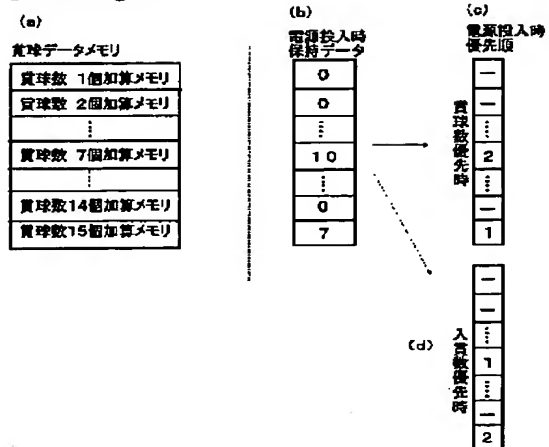 (a)
賞球データメモリ
賞球数 1個加算メモリ
賞球数 2個加算メモリ
⋮
賞球数 7個加算メモリ
⋮
賞球数14個加算メモリ
賞球数15個加算メモリ
(b)
電源投入時
保持データ
0
0
⋮
10
⋮
0
7
(c)
電源投入時
優先順
賞球数優先時
—
—
⋮
2
⋮
—
1
(d)
入賞数優先時
—
—
⋮
1
⋮
—
2